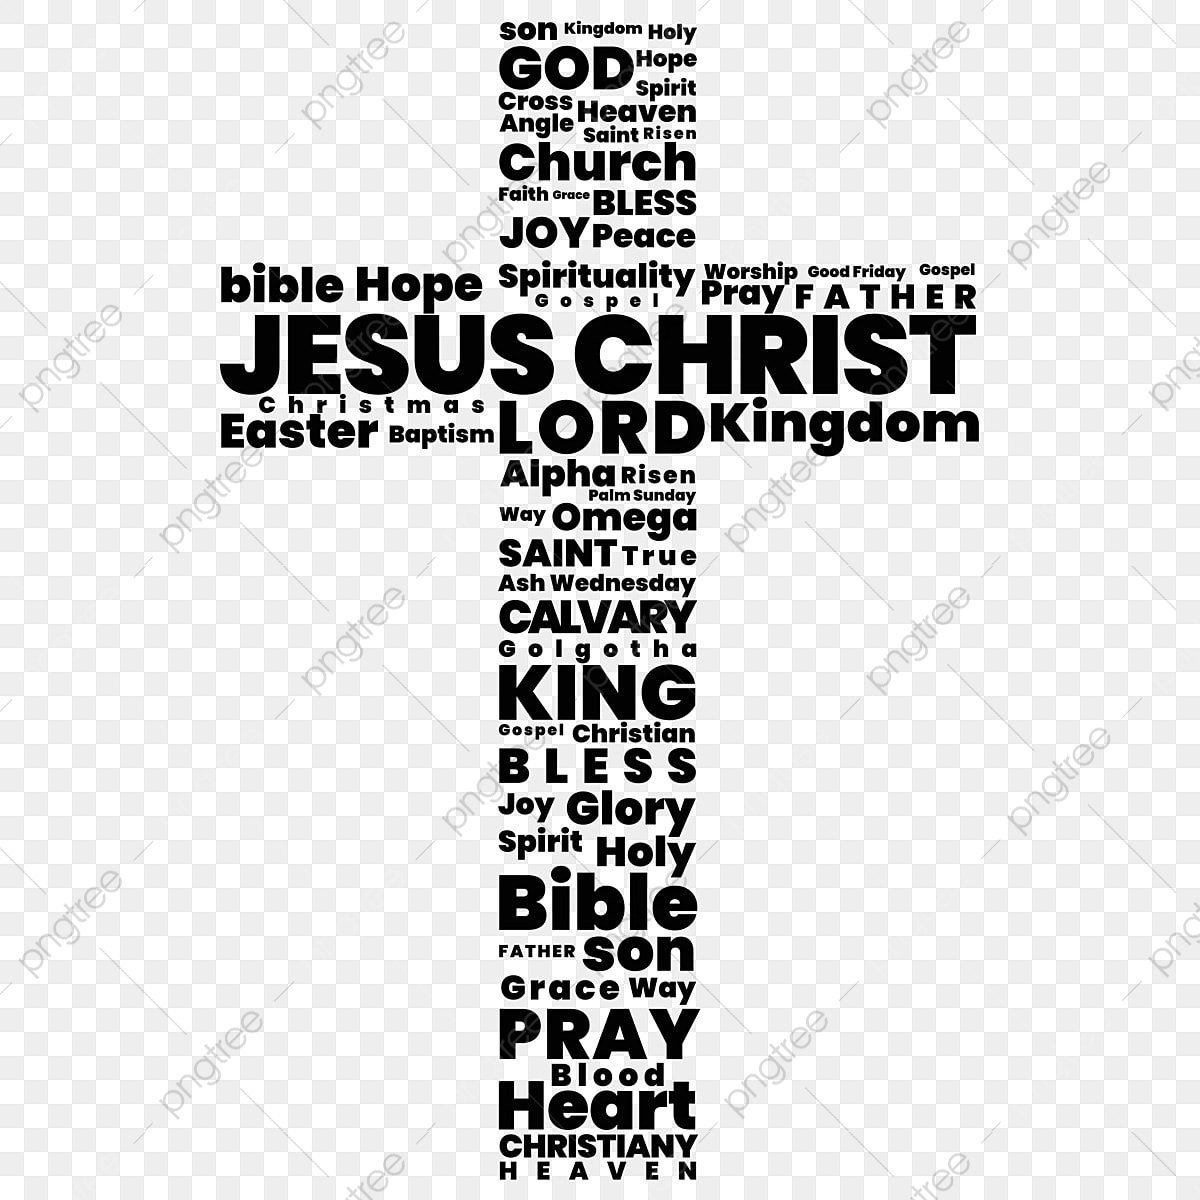 son Kingdom Holy
GOD Hope
Spirit
Cross Heaven
Angle Saint Risen
Church
Faith Grace BLESS
JOY Peace
bible Hope Spirituality Worship Good Friday Gospel
Gospel Pray FATHER
JESUS CHRIST
Christmas
Easter Baptism LORD Kingdom
Alpha Risen
Palm Sunday
Way Omega
SAINT True
Ash Wednesday
CALVARY
Golgotha
KING
Gospel Christian
BLESS
Joy Glory
Spirit Holy
Bible
FATHER son
Grace Way
PRAY
Blood
Heart
CHRISTIANY
HEAVEN
pngtree